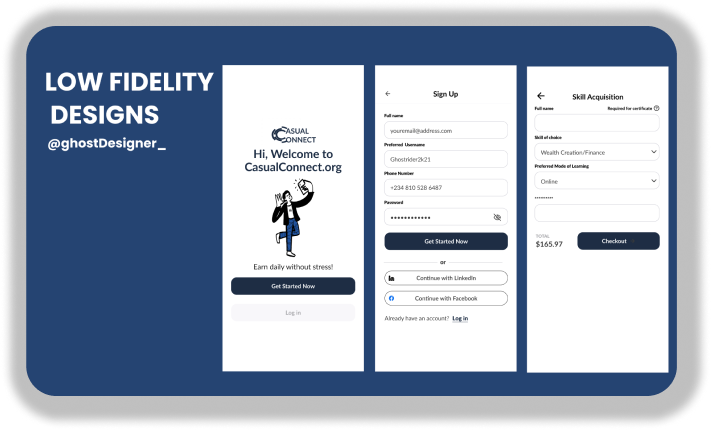 LOW FIDELITY
DESIGNS
@ghostDesigner_
CASUAL
CONNECT
Hi, Welcome to
CasualConnect.org
Earn daily without stress!
Get Started Now
Log in
Sign Up
Full name
youremail@address.com
Preferred Username
Ghostrider2k21
Phone Number
+234 810 528 6487
Password
••••••••••••
Get Started Now
or
Continue with LinkedIn
Continue with Facebook
Already have an account? Log in
Skill Acquisition
Full name Required for certificate
Skill of choice
Wealth Creation/Finance
Preferred Mode of Learning
Online
TOTAL
$165.97
Checkout